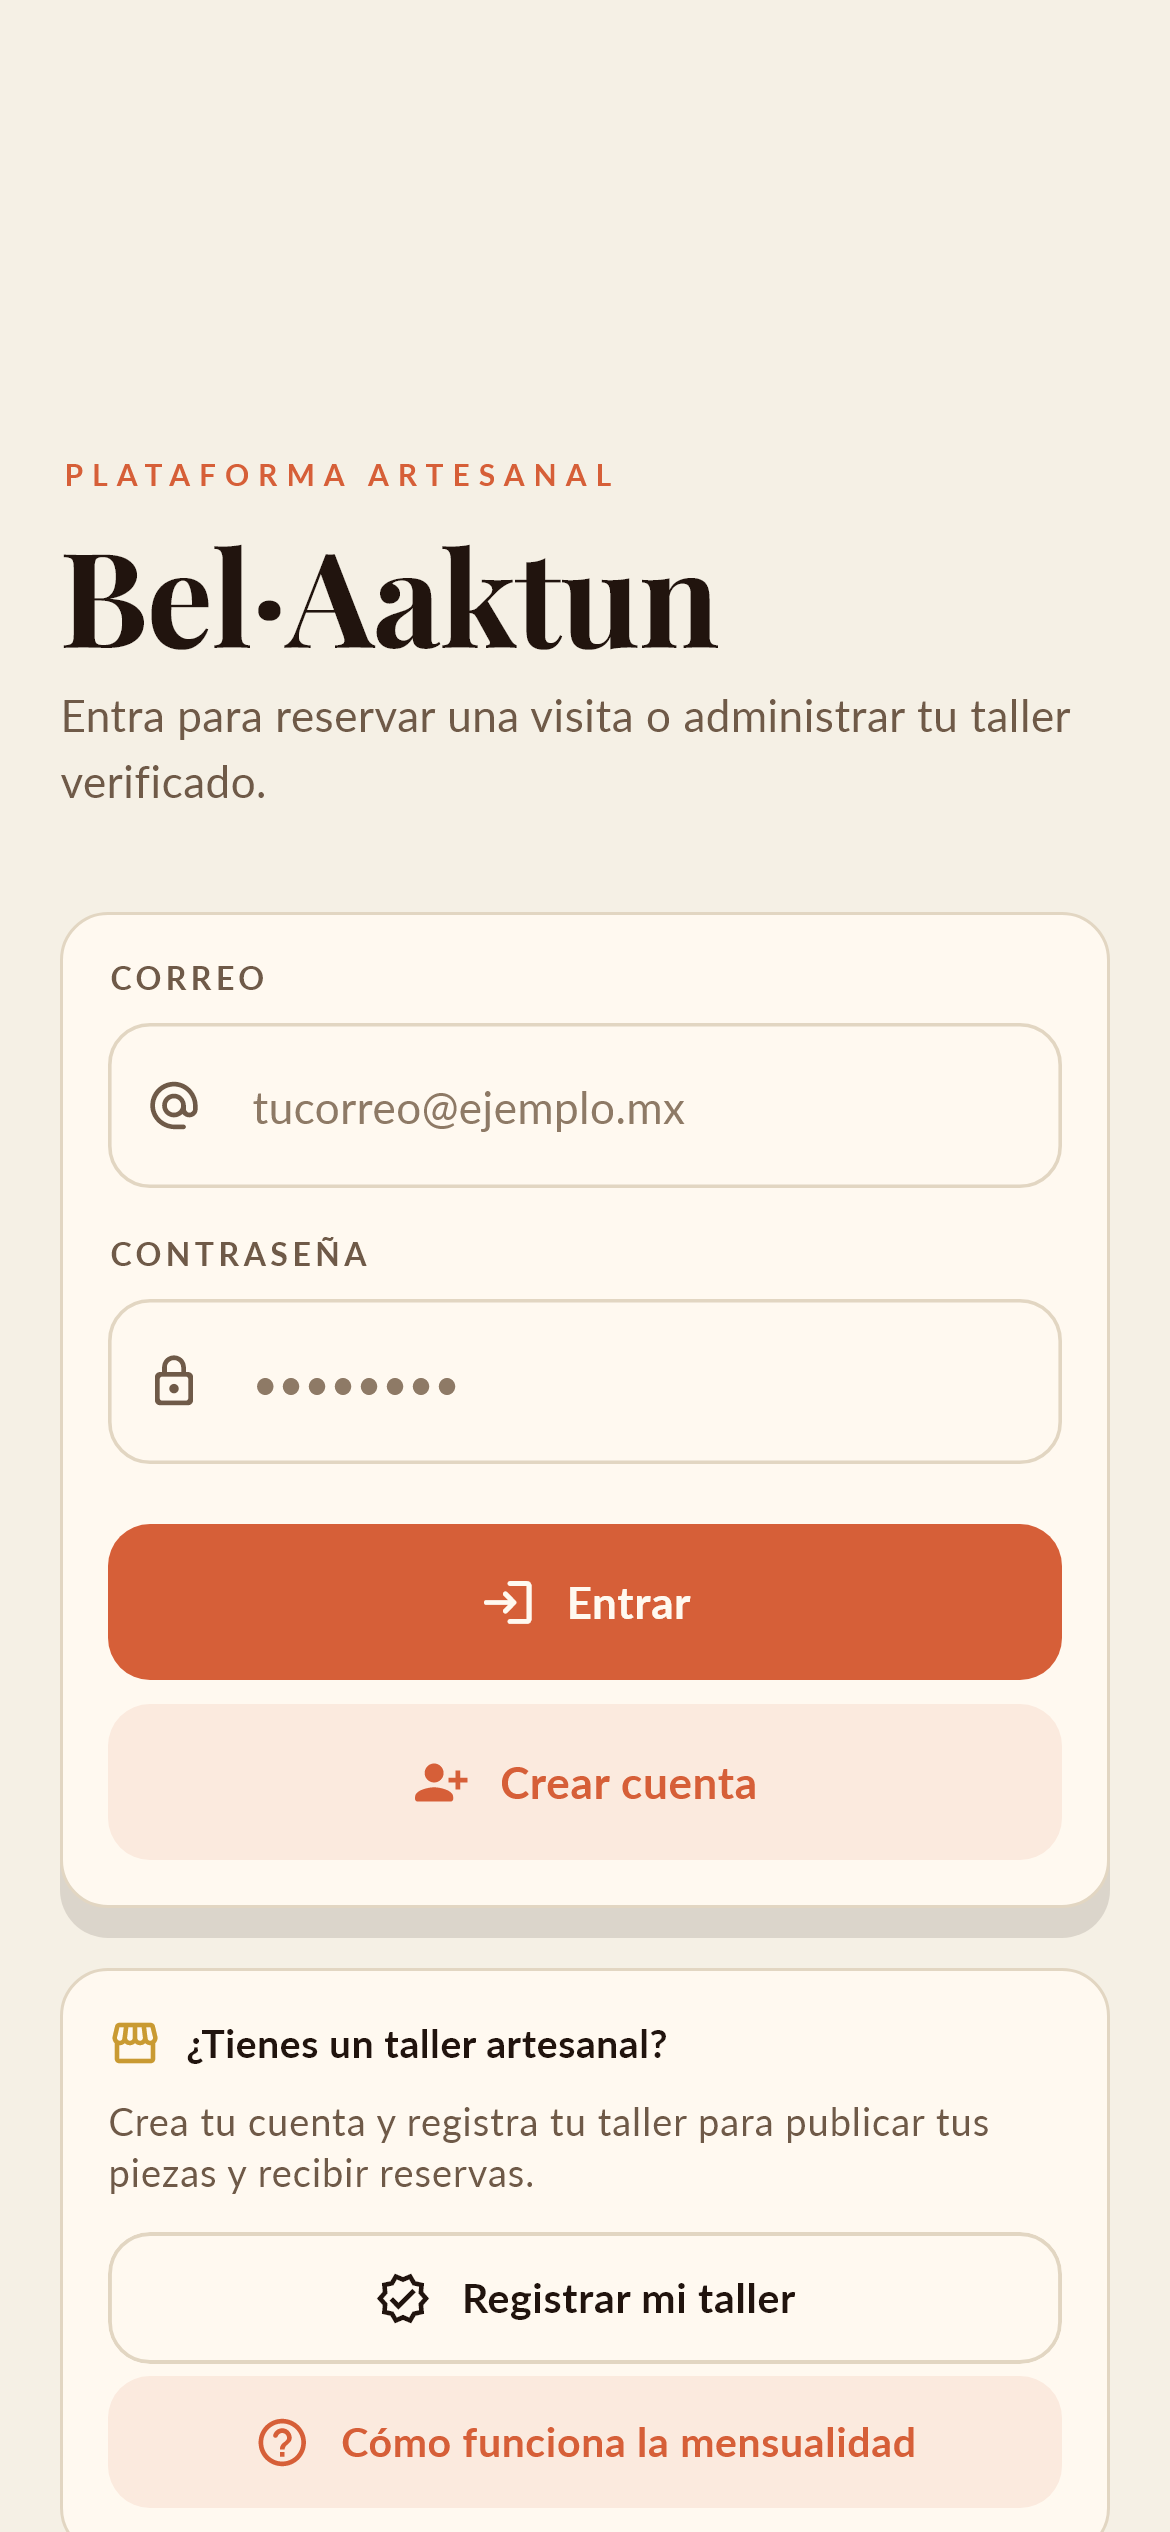 PLATAFORMA ARTESANAL
Bel·Aaktun
Entra para reservar una visita o administrar tu taller
verificado.
CORREO
tucorreo@ejemplo.mx
CONTRASEÑA
••••••••
Entrar
Crear cuenta
¿Tienes un taller artesanal?
Crea tu cuenta y registra tu taller para publicar tus
piezas y recibir reservas.
Registrar mi taller
Cómo funciona la mensualidad